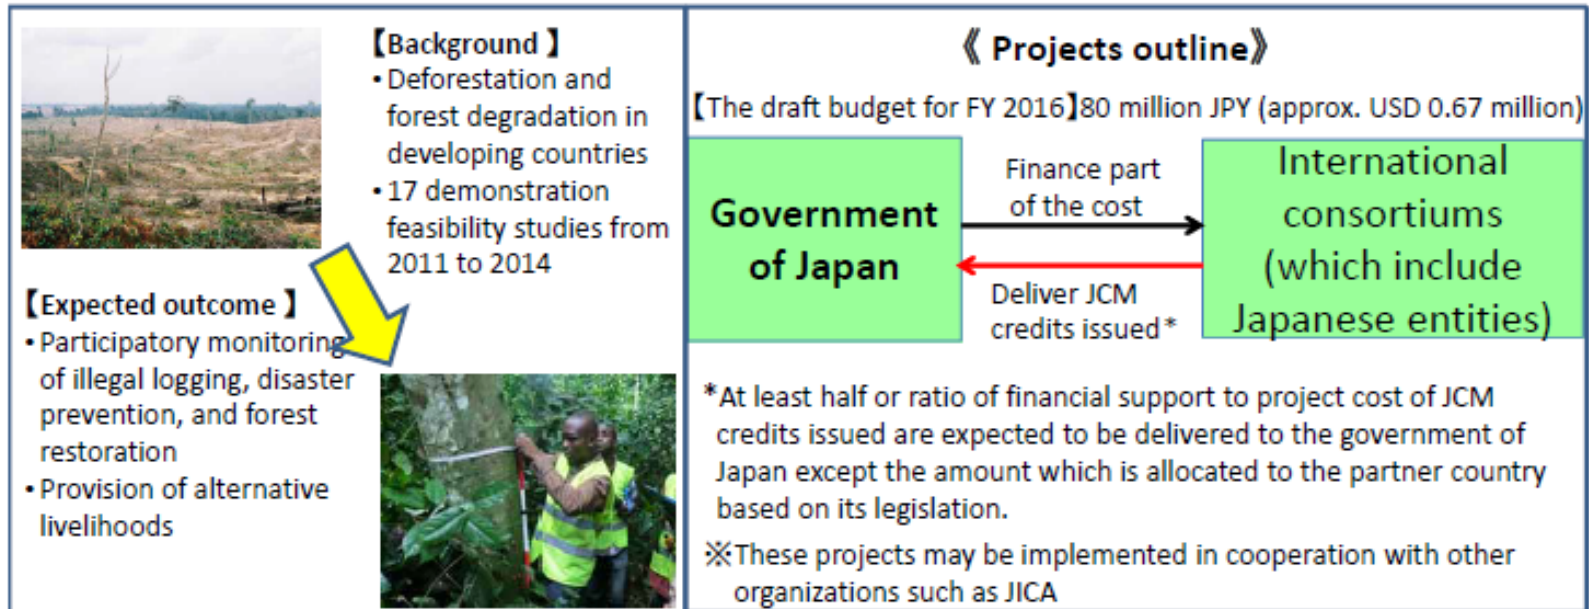 【Background 】
•Deforestation and
forest degradation in
developing countries
•17 demonstration
feasibility studies from
2011 to 2014
【Expected outcome 】
•Participatory monitoring
of illegal logging, disaster
prevention, and forest
restoration
•Provision of alternative
livelihoods
《 Projects outline》
【The draft budget for FY 2016】80 million JPY (approx. USD 0.67 million)
Government
of Japan
Finance part
of the cost
Deliver JCM
credits issued*
International
consortiums
(which include
Japanese entities)
*At least half or ratio of financial support to project cost of JCM
credits issued are expected to be delivered to the government of
Japan except the amount which is allocated to the partner country
based on its legislation.
※These projects may be implemented in cooperation with other
organizations such as JICA